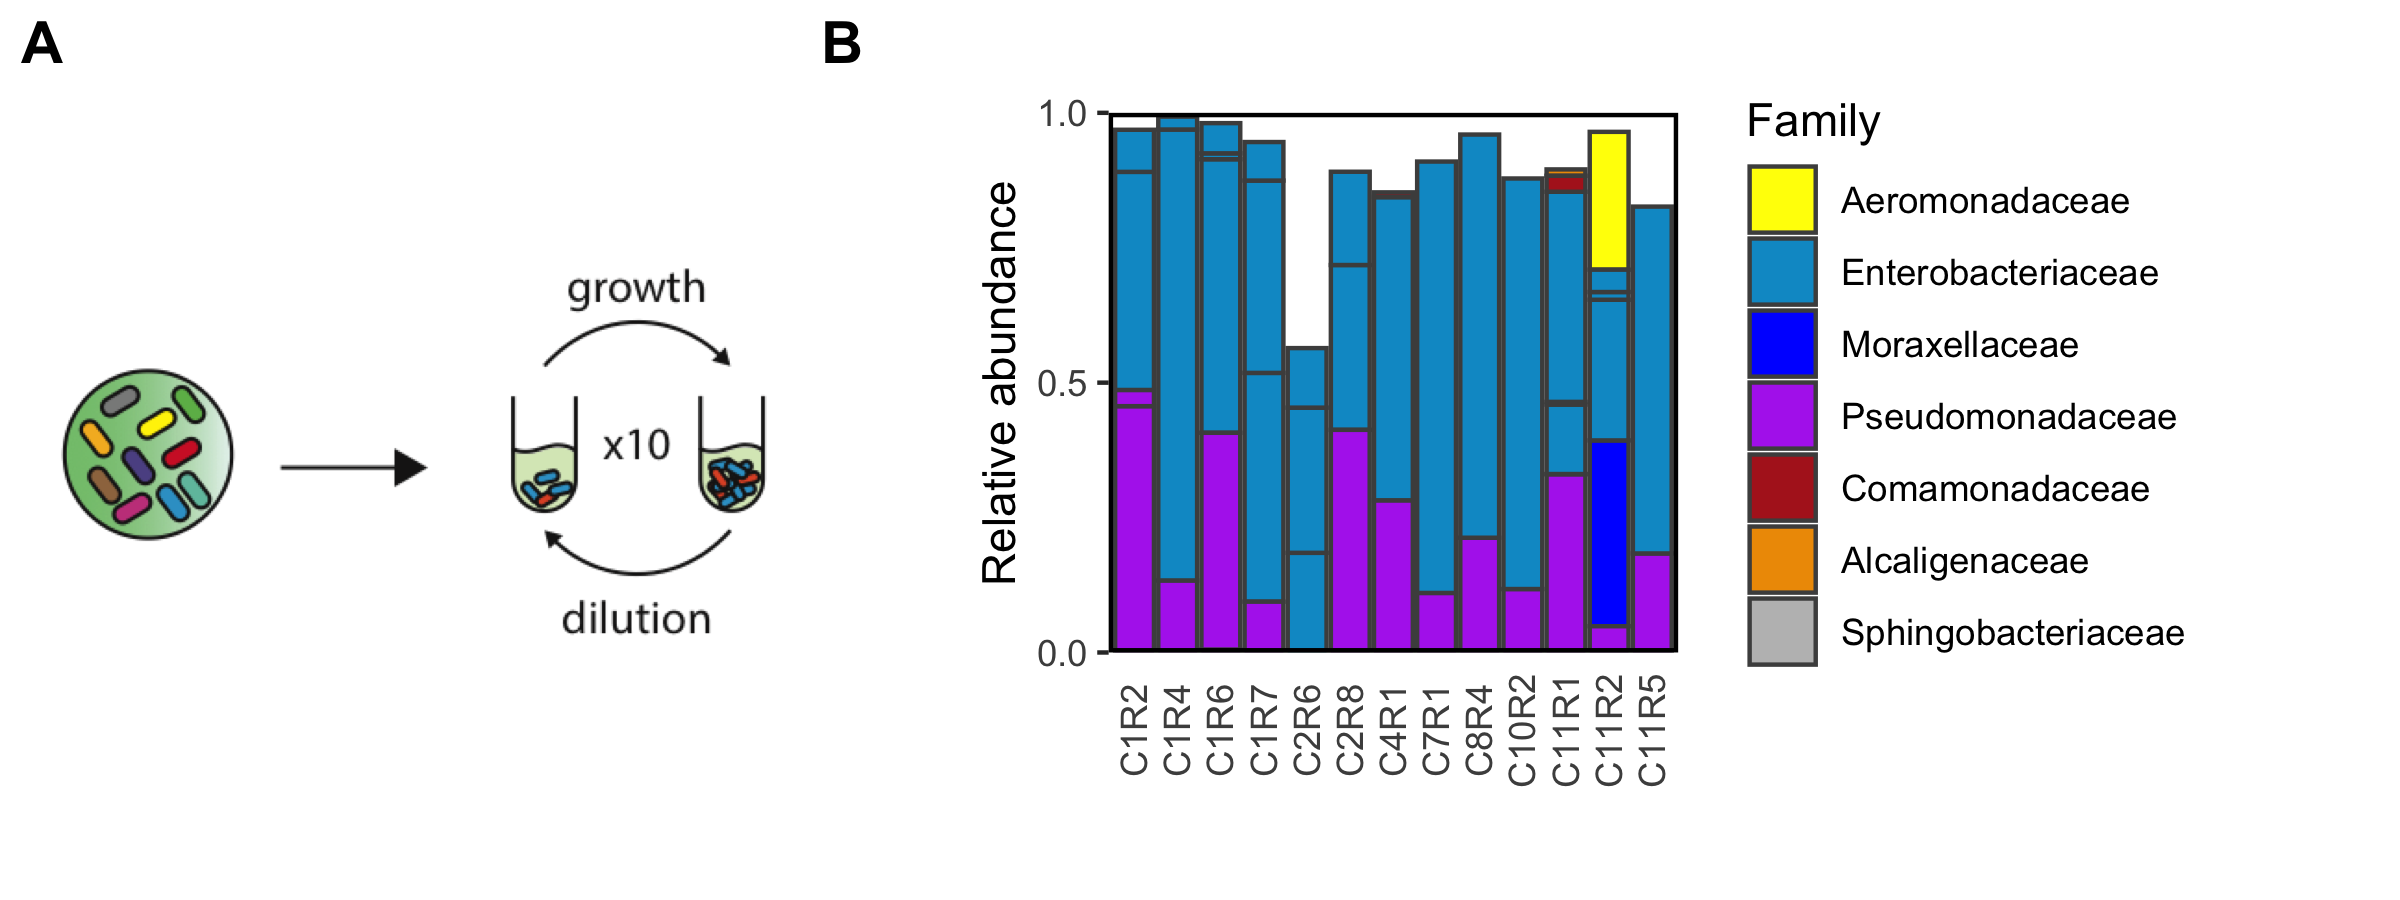 A
growth
x10
dilution
B
Relative abundance
1.0
0.5
0.0
C1R2
C1R4
C1R6
C1R7
C2R6
C2R8
C4R1
C7R1
C8R4
C10R2
C11R1
C11R2
C11R5
Family
Aeromonadaceae
Enterobacteriaceae
Moraxellaceae
Pseudomonadaceae
Comamonadaceae
Alcaligenaceae
Sphingobacteriaceae